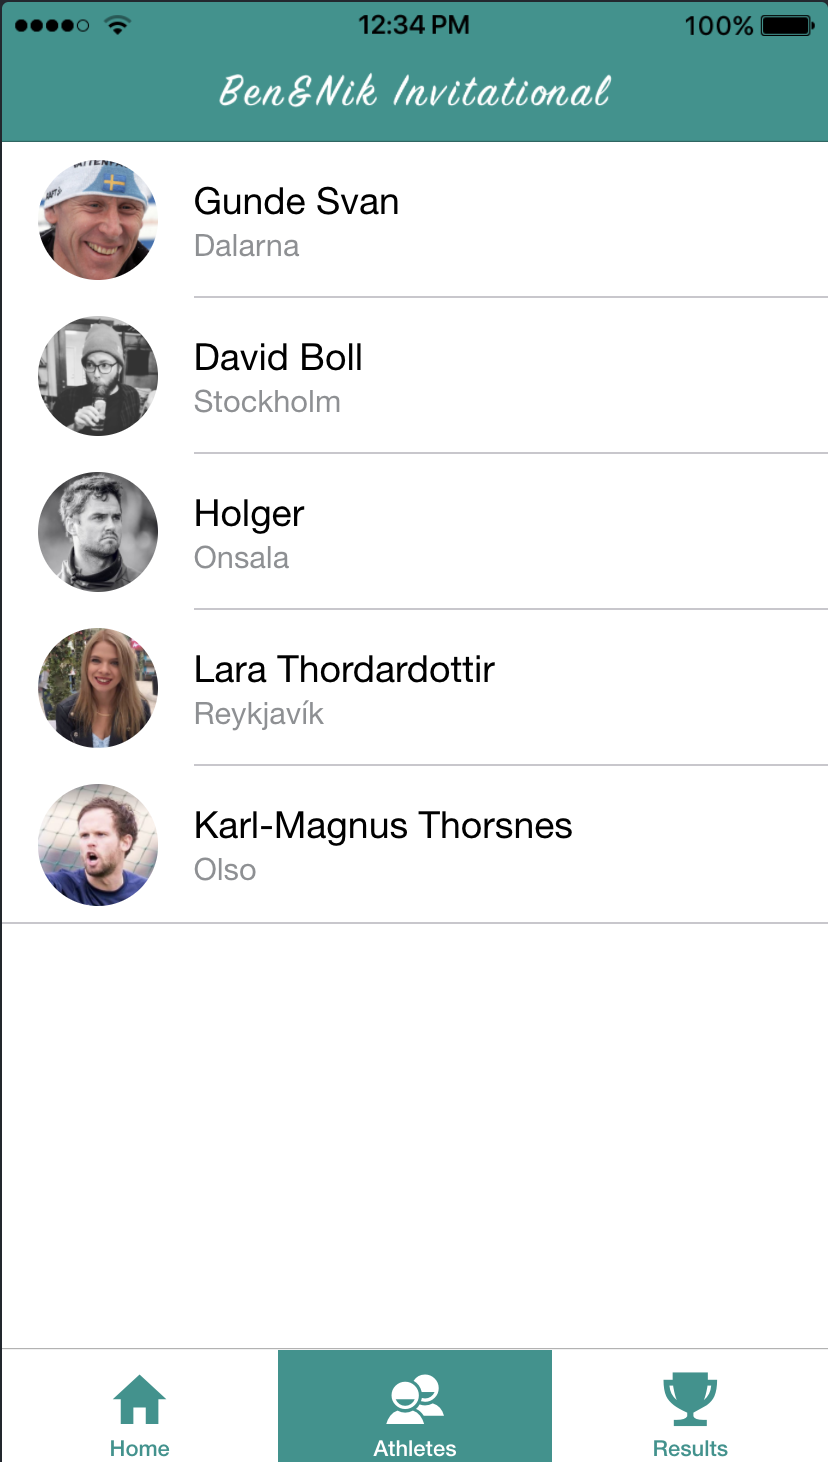 12:34 PM 100%
Ben&Nik Invitational
Gunde Svan
Dalarna
David Boll
Stockholm
Holger
Onsala
Lara Thordardottir
Reykjavík
Karl-Magnus Thorsnes
Olso
Home Athletes Results